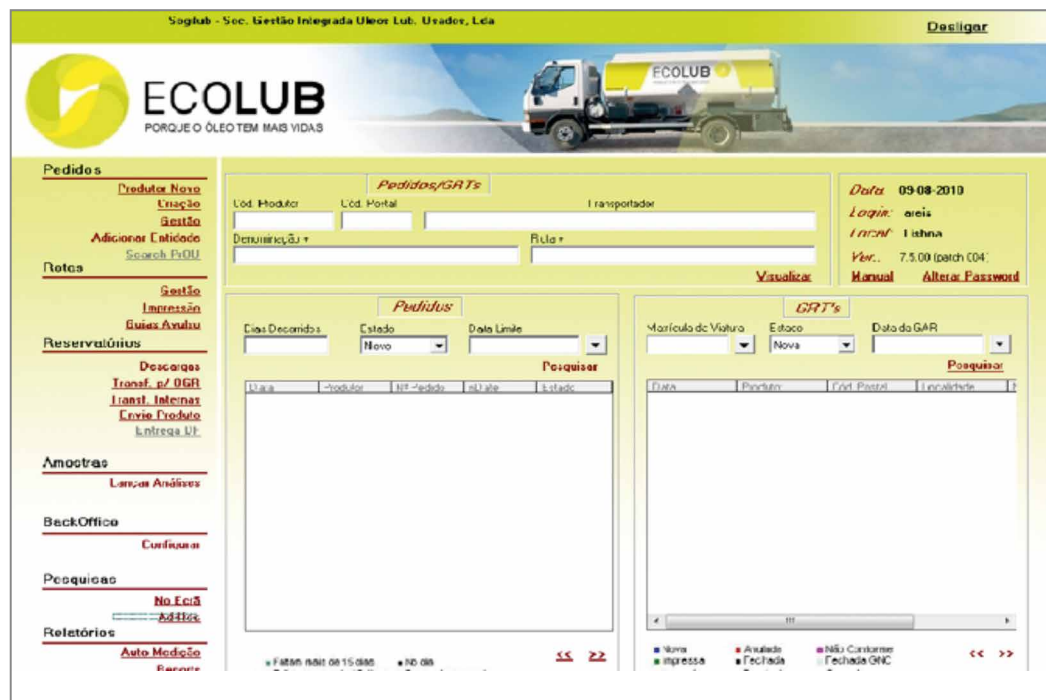 Sogilub - Soc. Gestão Integrada Óleos Lub. Usados, Lda
Desligar
ECOLUB
PORQUE O ÓLEO TEM MAIS VIDAS
ECOLUB
Pedidos
Produtor Novo
Criação
Gestão
Adicionar Entidade
Search PrOU
Rotas
Gestão
Impressão
Guias Avulso
Reservatórios
Descargas
Transf. p/ OGR
Transf. Internas
Envio Produto
Entrega DF
Amostras
Lançar Análises
BackOffice
Configurar
Pesquisas
No Ecrã
Ad-Hoc
Relatórios
Auto Medição
Reports
Pedidos/GRTs
Cód. Produtor
Cód. Postal
Transportador
Denominação +
Rota +
Visualizar
Data: 09-08-2010
Login: areis
Local: Lisboa
Ver.: 7.5.00 (patch 004)
Manual
Alterar Password
Pedidos
Dias Decorridos
Estado
Data Limite
Novo
Pesquisar
Data
Produtor
Nº Pedido
Estado
Faltam mais de 15 dias
No dia
<< >>
GRT's
Matrícula da Viatura
Estado
Data da GAR
Nova
Pesquisar
Data
Produtor
Cód. Postal
Localidade
Nova
Anulada
Não Conforme
Impressa
Fechada
Fechada GNC
<< >>